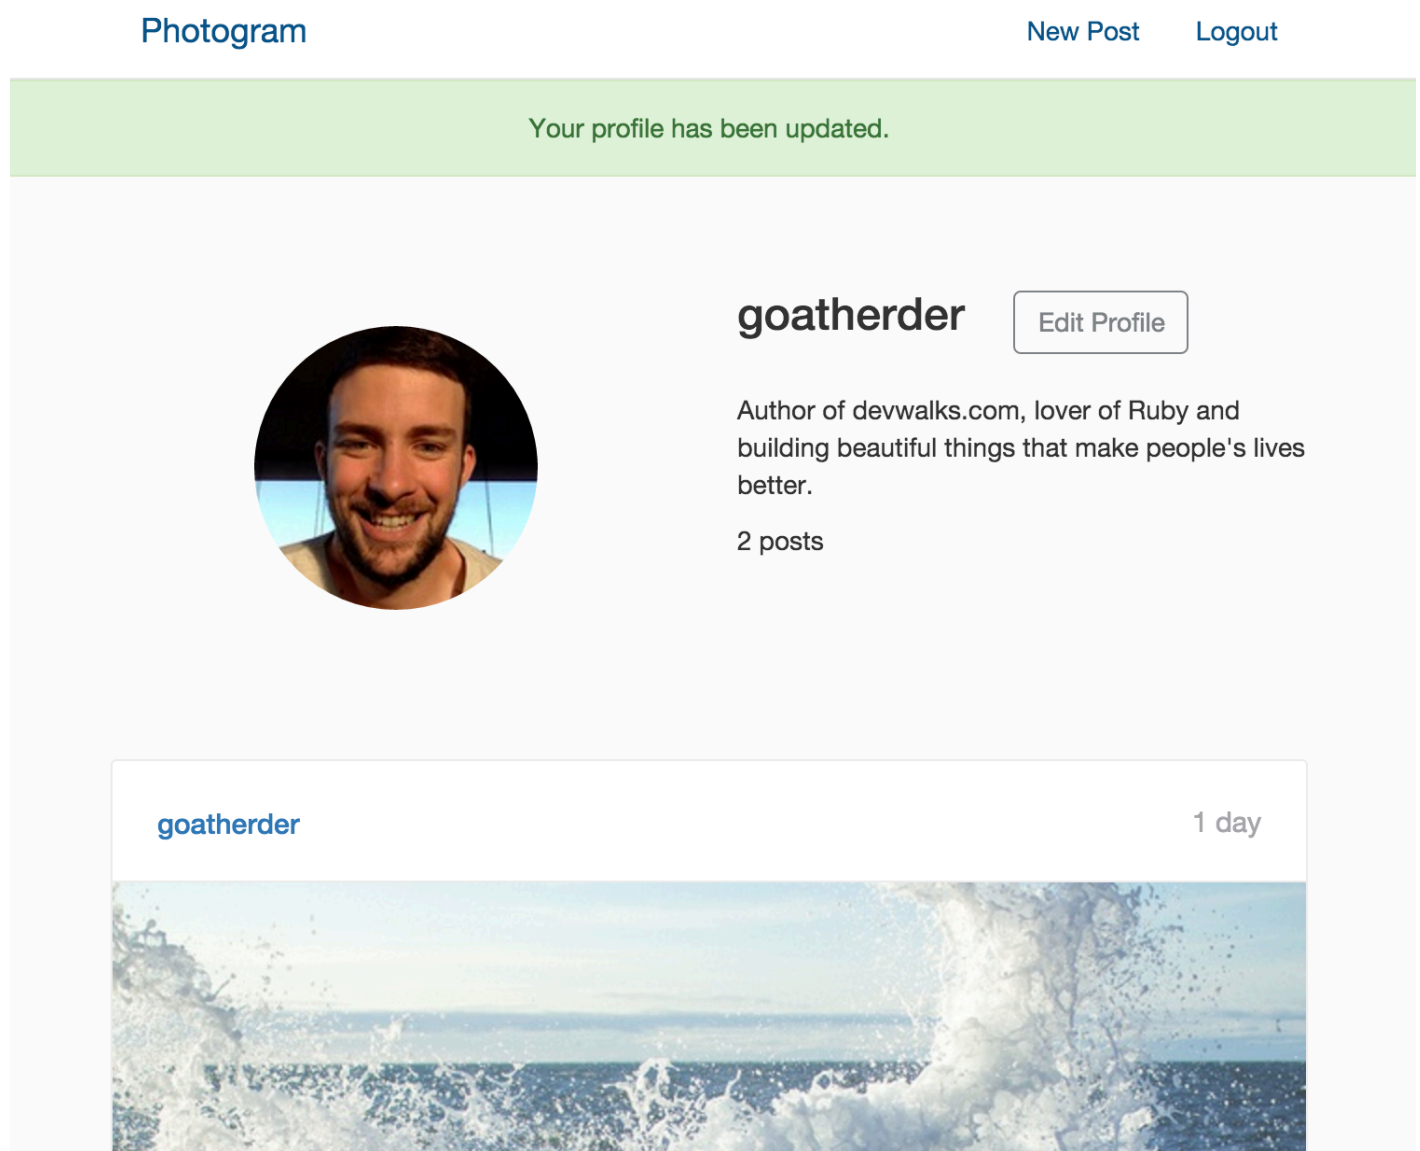 Photogram New Post Logout
Your profile has been updated.
goatherder Edit Profile
Author of devwalks.com, lover of Ruby and
building beautiful things that make people's lives
better.
2 posts
goatherder 1 day